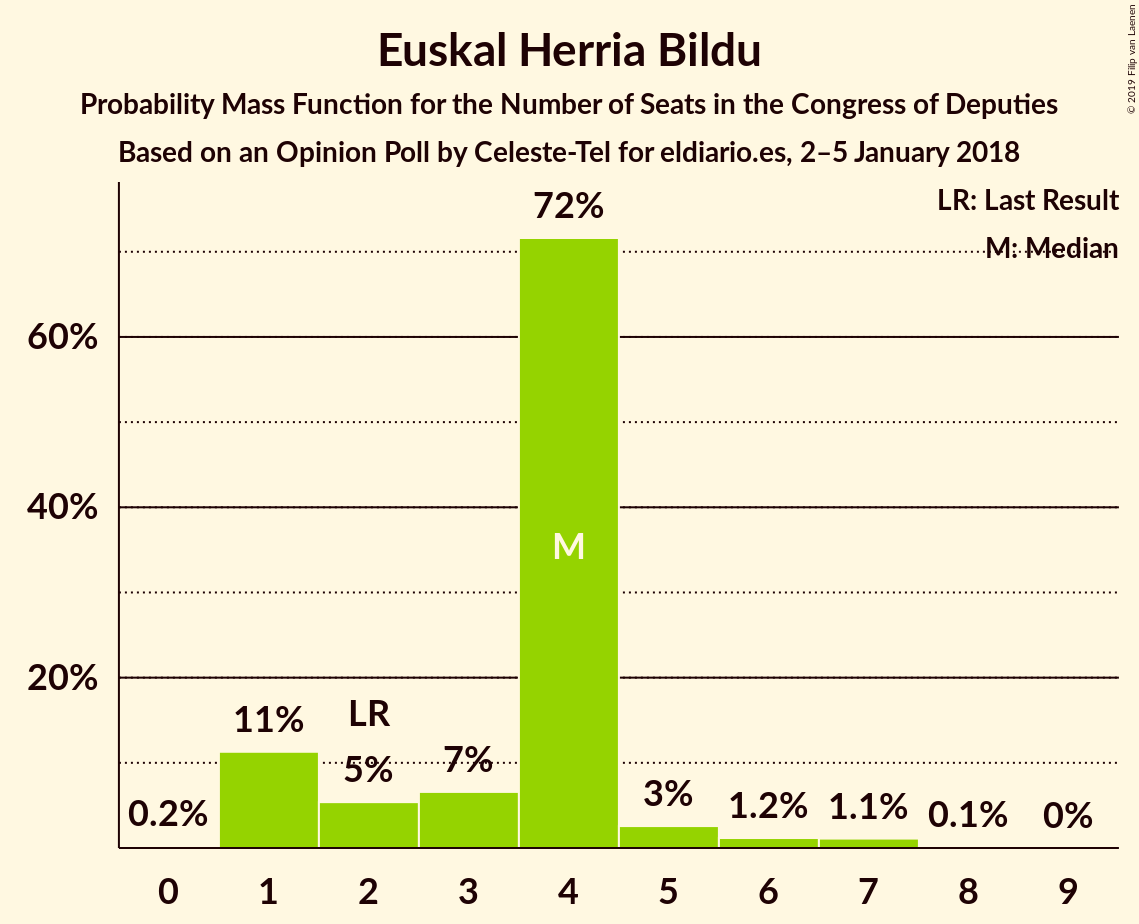 Euskal Herria Bildu
Probability Mass Function for the Number of Seats in the Congress of Deputies
Based on an Opinion Poll by Celeste-Tel for eldiario.es, 2–5 January 2018
© 2019 Filip van Laenen
LR: Last Result
M: Median
60%
40%
20%
0.2%
11%
LR
5%
7%
72%
M
3%
1.2%
1.1%
0.1%
0%
0 1 2 3 4 5 6 7 8 9